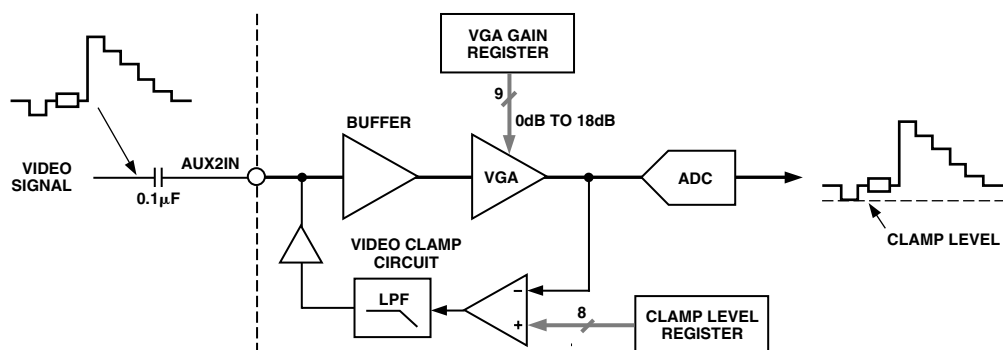 VGA GAIN
REGISTER
9
0dB TO 18dB
BUFFER
VIDEO
SIGNAL
AUX2IN
0.1µF
VGA
ADC
CLAMP LEVEL
VIDEO CLAMP
CIRCUIT
LPF
–
+
8
CLAMP LEVEL
REGISTER